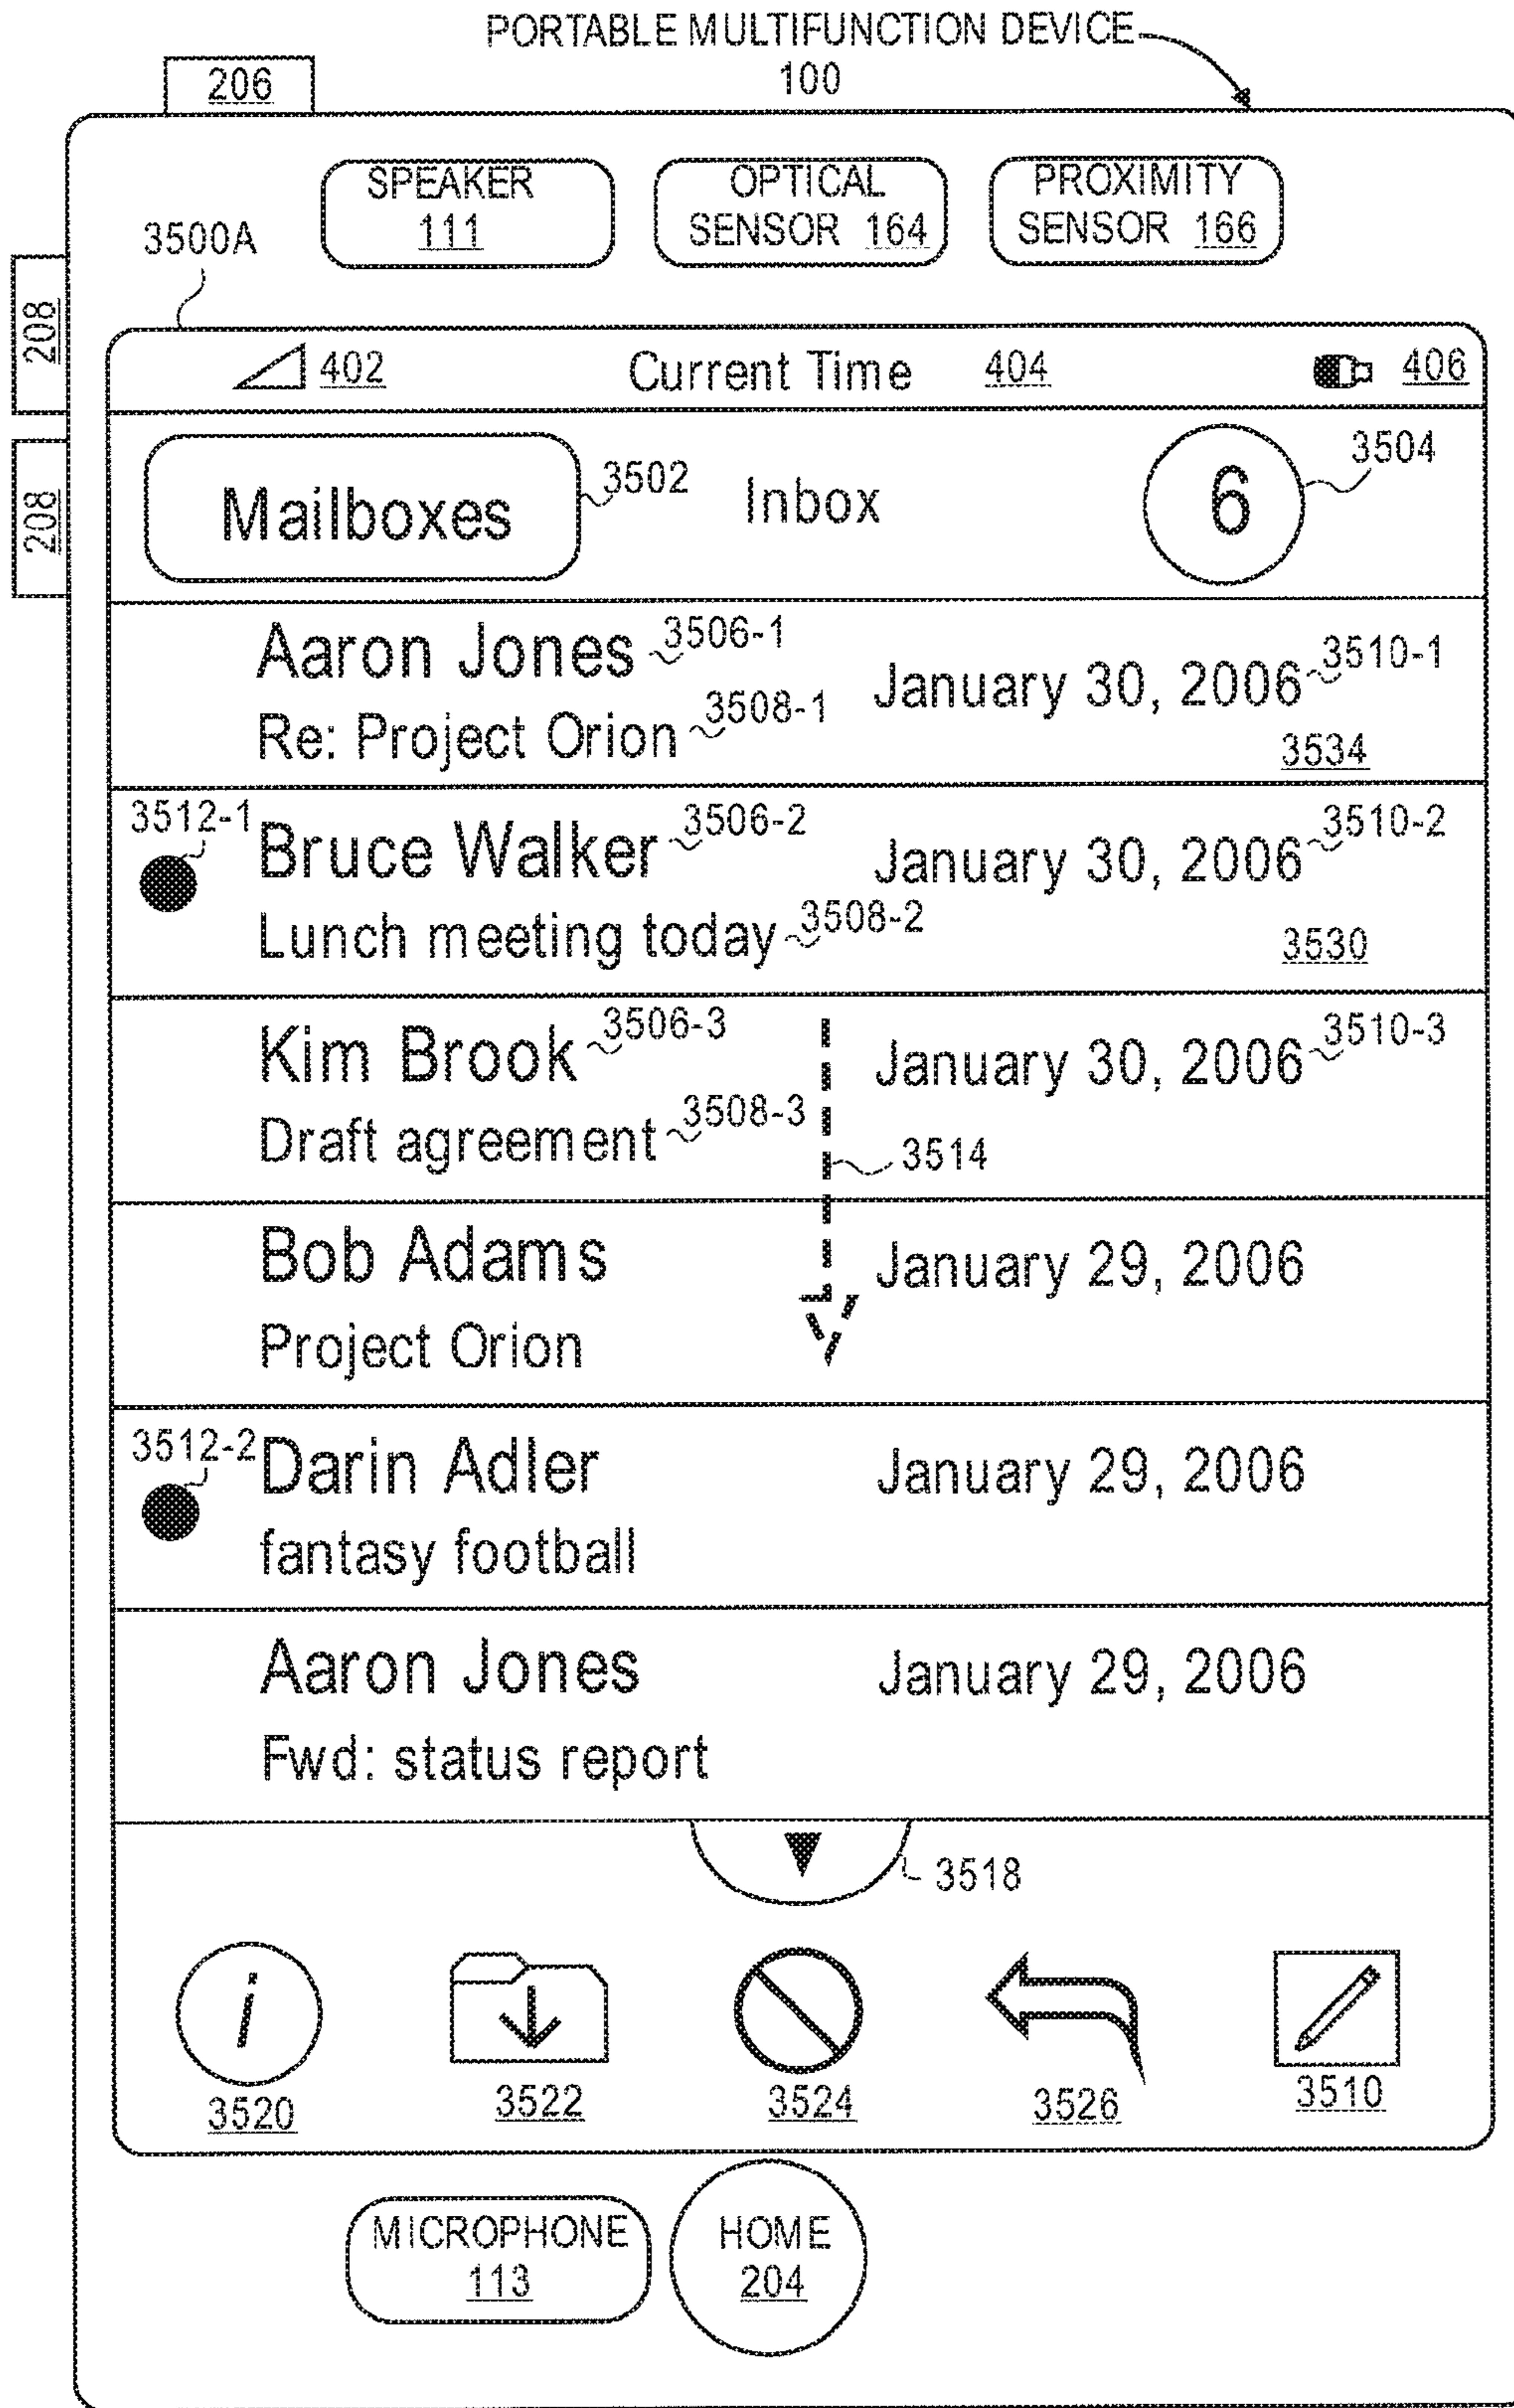 PORTABLE MULTIFUNCTION DEVICE
100
206
SPEAKER
111
OPTICAL
SENSOR 164
PROXIMITY
SENSOR 166
3500A
208
208
402 Current Time 404 406
Mailboxes 3502 Inbox 6 3504
Aaron Jones 3506-1 January 30, 2006 3510-1
Re: Project Orion 3508-1
3534
3512-1 Bruce Walker 3506-2 January 30, 2006 3510-2
Lunch meeting today 3508-2 3530
Kim Brook 3506-3 January 30, 2006 3510-3
Draft agreement 3508-3 3514
Bob Adams January 29, 2006
Project Orion
3512-2 Darin Adler January 29, 2006
fantasy football
Aaron Jones January 29, 2006
Fwd: status report
3518
i
3520 3522 3524 3526 3510
MICROPHONE
113
HOME
204